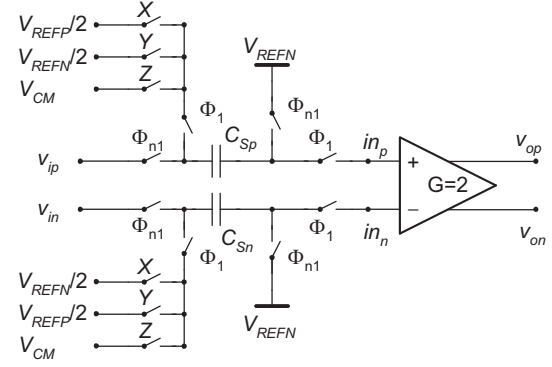 X
V_REFP/2
Y
V_REFN/2
Z
V_CM
V_REFN
Φ_1
Φ_n1
C_Sp
Φ_n1
Φ_1
in_p
v_ip
v_op
+
G=2
v_in
−
v_on
Φ_n1
C_Sn
Φ_1
in_n
Φ_1
Φ_n1
X
V_REFN/2
Y
V_REFP/2
Z
V_CM
V_REFN